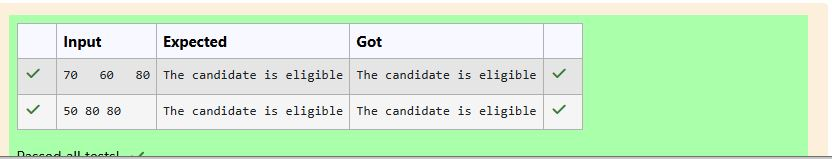 Input Expected Got
70 60 80 The candidate is eligible The candidate is eligible
50 80 80 The candidate is eligible The candidate is eligible
Passed all tests!